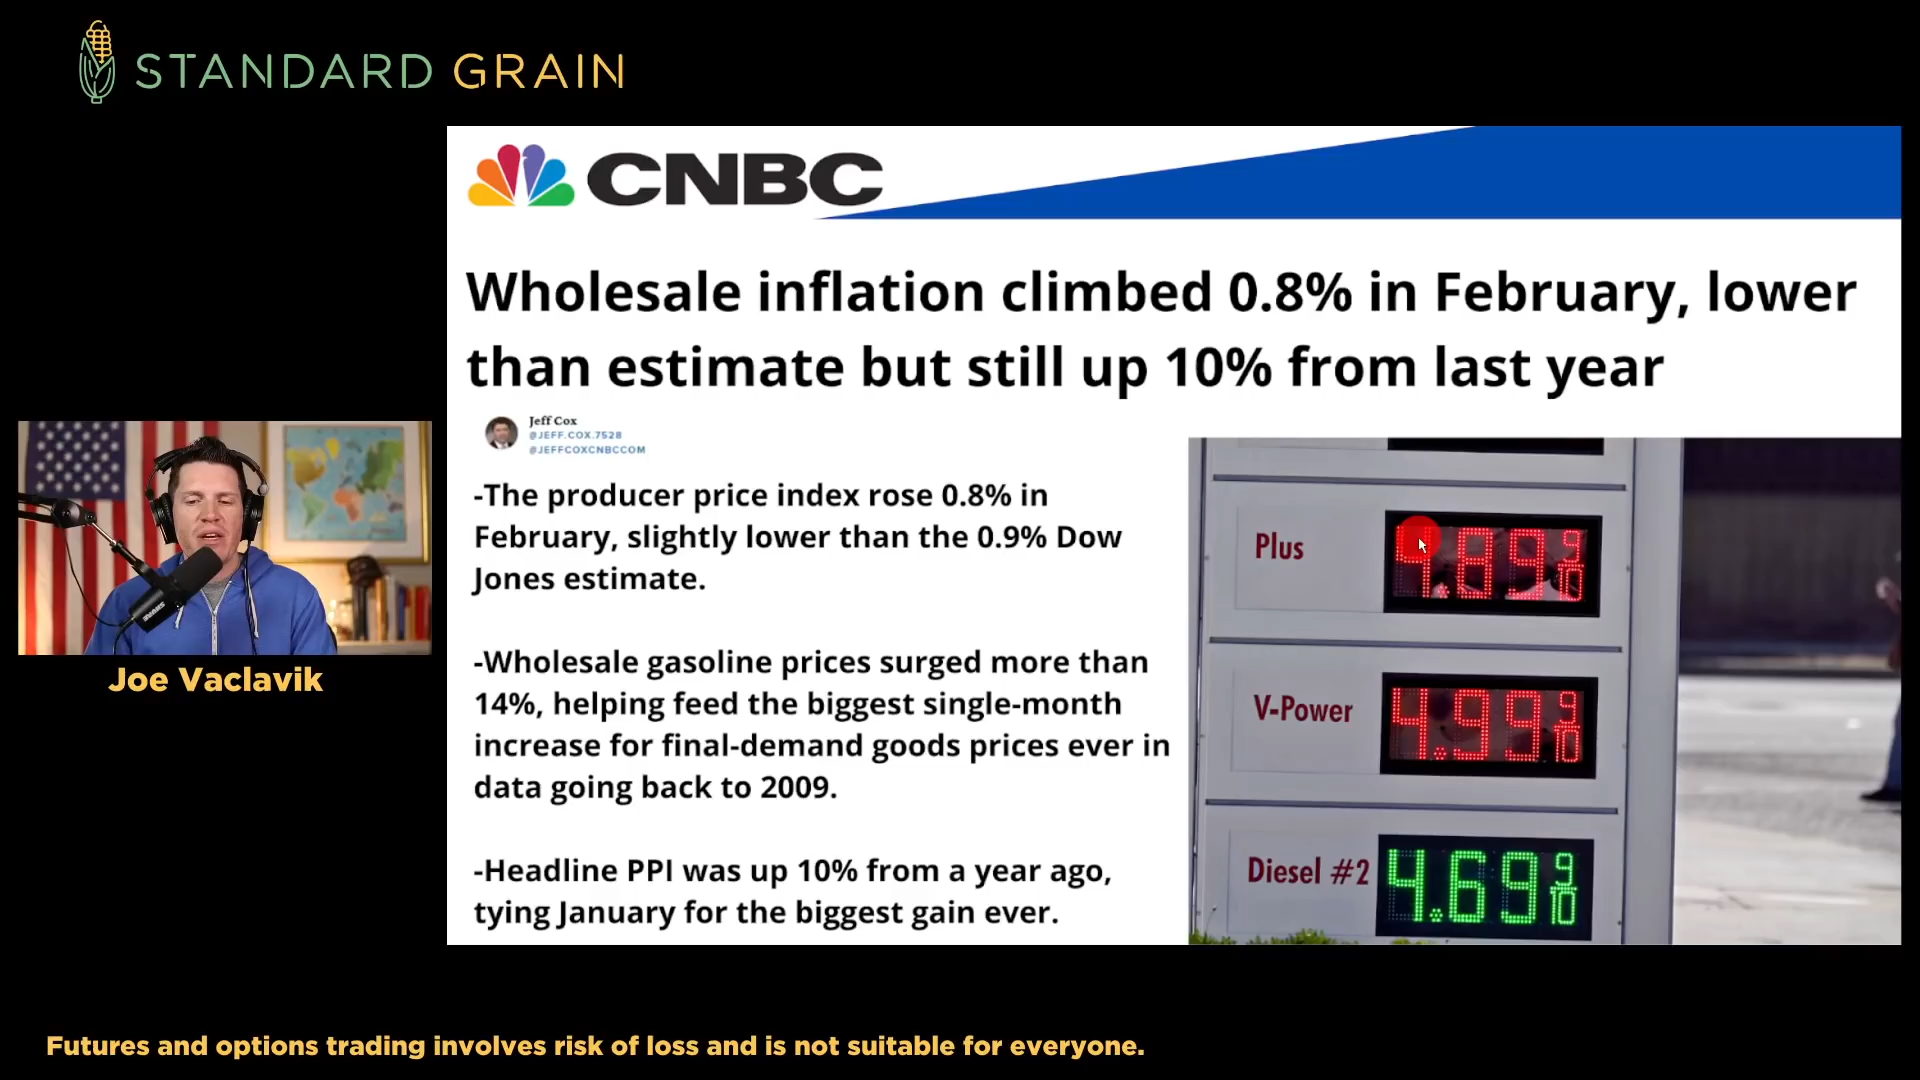 STANDARD GRAIN
CNBC
Wholesale inflation climbed 0.8% in February, lower
than estimate but still up 10% from last year
Jeff Cox
@JEFF.COX.7528
@JEFFCOXCNBCCOM
-The producer price index rose 0.8% in
February, slightly lower than the 0.9% Dow
Jones estimate.
-Wholesale gasoline prices surged more than
14%, helping feed the biggest single-month
increase for final-demand goods prices ever in
data going back to 2009.
-Headline PPI was up 10% from a year ago,
tying January for the biggest gain ever.
Plus 4.89 9/10
V-Power 4.99 9/10
Diesel #2 4.69 9/10
SHURE
Joe Vaclavik
Futures and options trading involves risk of loss and is not suitable for everyone.